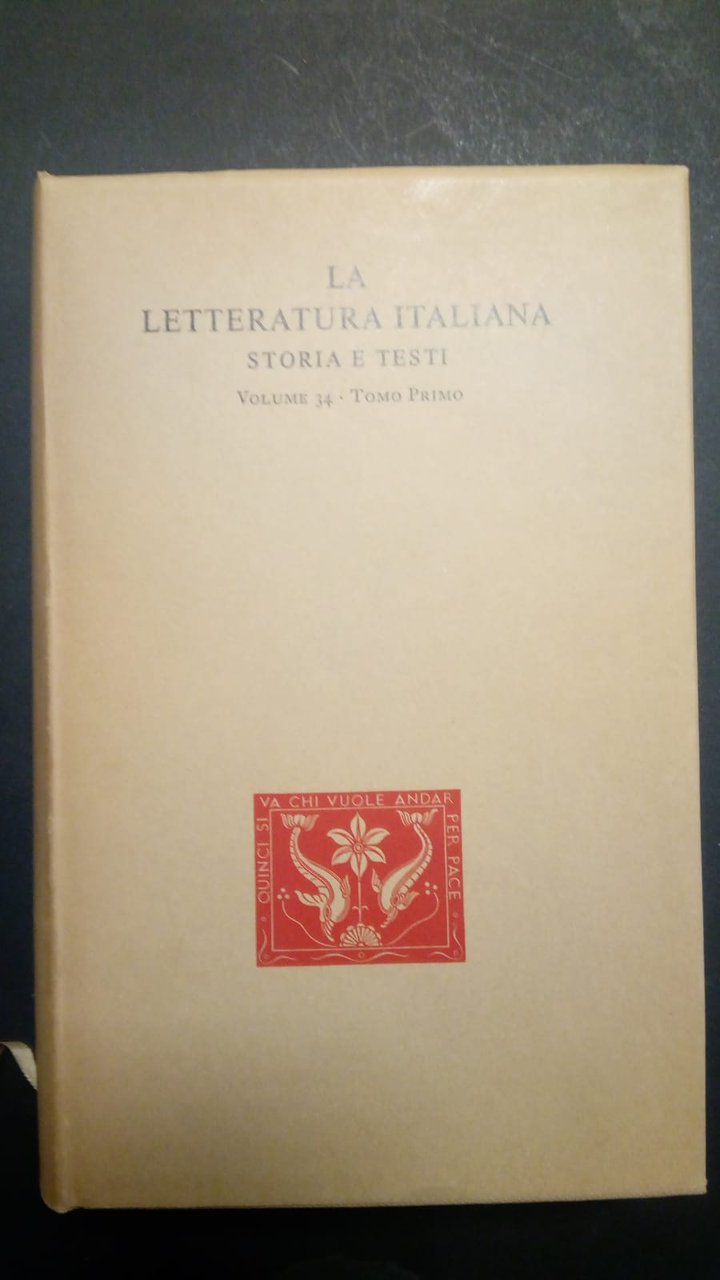 LA
LETTERATURA ITALIANA
STORIA E TESTI
VOLUME 34 · TOMO PRIMO
QUINCI SI
VA CHI VUOLE ANDAR
PER PACE